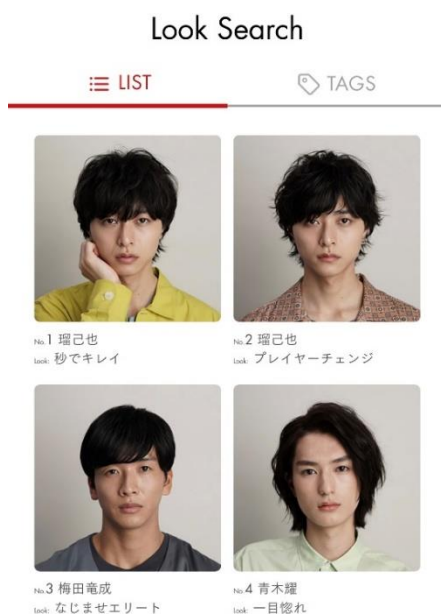 Look Search
LIST
TAGS
No.1 瑠己也
Look: 秒でキレイ
No.2 瑠己也
Look: プレイヤーチェンジ
No.3 梅田竜成
Look: なじませエリート
No.4 青木耀
Look: 一目惚れ